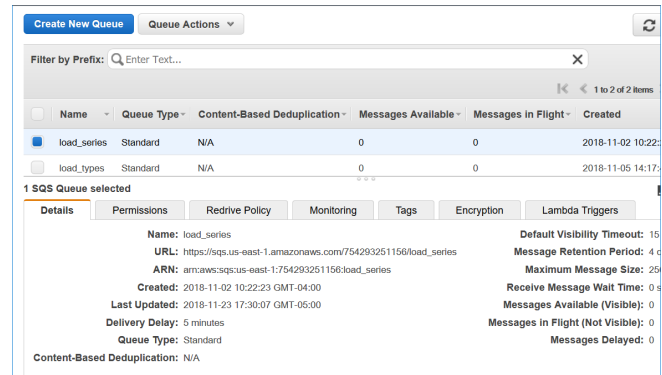 Create New Queue Queue Actions
Filter by Prefix: Enter Text...
1 to 2 of 2 items
Name Queue Type Content-Based Deduplication Messages Available Messages in Flight Created
load_series Standard N/A 0 0 2018-11-02 10:22:
load_types Standard N/A 0 0 2018-11-05 14:17:
1 SQS Queue selected
Details Permissions Redrive Policy Monitoring Tags Encryption Lambda Triggers
Name: load_series Default Visibility Timeout: 15
URL: https://sqs.us-east-1.amazonaws.com/754293251156/load_series Message Retention Period: 4
ARN: arn:aws:sqs:us-east-1:754293251156:load_series Maximum Message Size:
Created: 2018-11-02 10:22:23 GMT-04:00 Receive Message Wait Time: 0
Last Updated: 2018-11-23 17:30:07 GMT-05:00 Messages Available (Visible): 0
Delivery Delay: 5 minutes Messages in Flight (Not Visible): 0
Queue Type: Standard Messages Delayed: 0
Content-Based Deduplication: N/A